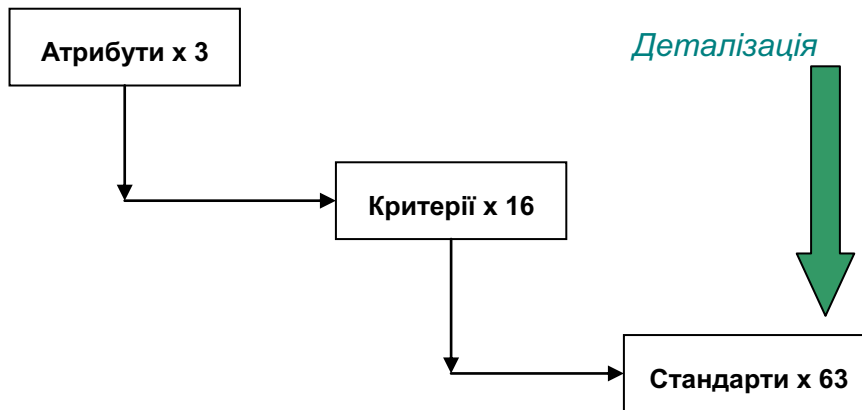 Атрибути x 3
Деталізація
Критерії x 16
Стандарти x 63